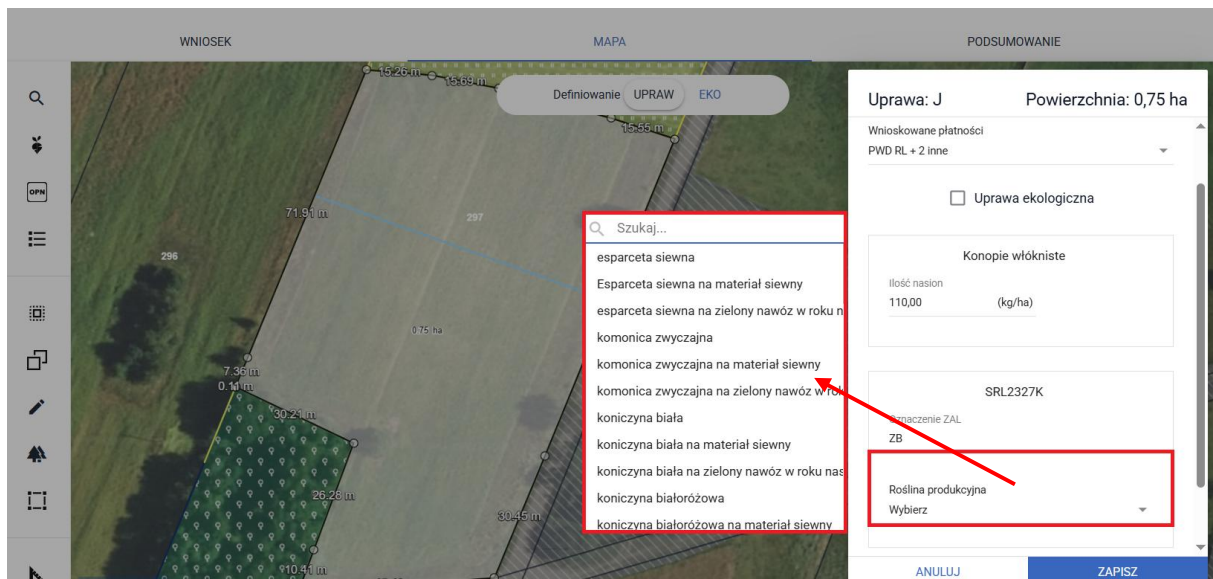 WNIOSEK
MAPA
PODSUMOWANIE
15.26 m
15.69 m
Definiowanie UPRAW EKO
15.55 m
OPN
71.91 m
297
296
0.75 ha
7.36 m
0.11 m
30.21 m
26.28 m
30.45 m
10.41 m
Szukaj...
esparceta siewna
Esparceta siewna na materiał siewny
esparceta siewna na zielony nawóz w roku n
komonica zwyczajna
komonica zwyczajna na materiał siewny
komonica zwyczajna na zielony nawóz w rok
koniczyna biała
koniczyna biała na materiał siewny
koniczyna biała na zielony nawóz w roku nas
koniczyna białoróżowa
koniczyna białoróżowa na materiał siewny
Uprawa: J Powierzchnia: 0,75 ha
Wnioskowane płatności
PWD RL + 2 inne
Uprawa ekologiczna
Konopie włókniste
Ilość nasion
110,00 (kg/ha)
SRL2327K
Oznaczenie ZAL
ZB
Roślina produkcyjna
Wybierz
ANULUJ ZAPISZ